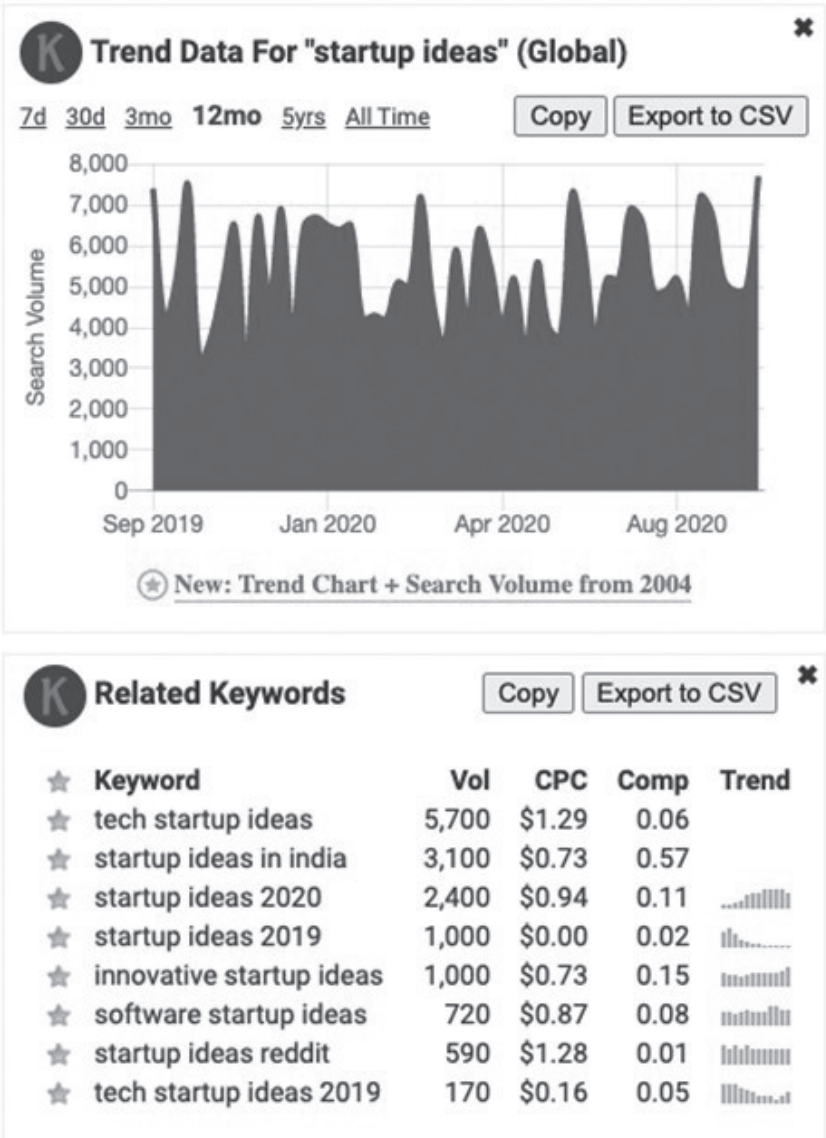 K Trend Data For "startup ideas" (Global) ✖
7d 30d 3mo 12mo 5yrs All Time Copy Export to CSV
8,000
7,000
6,000
5,000
4,000
3,000
2,000
1,000
0
Search Volume
Sep 2019 Jan 2020 Apr 2020 Aug 2020
New: Trend Chart + Search Volume from 2004
K Related Keywords Copy Export to CSV ✖
Keyword Vol CPC Comp Trend
tech startup ideas 5,700 $1.29 0.06
startup ideas in india 3,100 $0.73 0.57
startup ideas 2020 2,400 $0.94 0.11
startup ideas 2019 1,000 $0.00 0.02
innovative startup ideas 1,000 $0.73 0.15
software startup ideas 720 $0.87 0.08
startup ideas reddit 590 $1.28 0.01
tech startup ideas 2019 170 $0.16 0.05